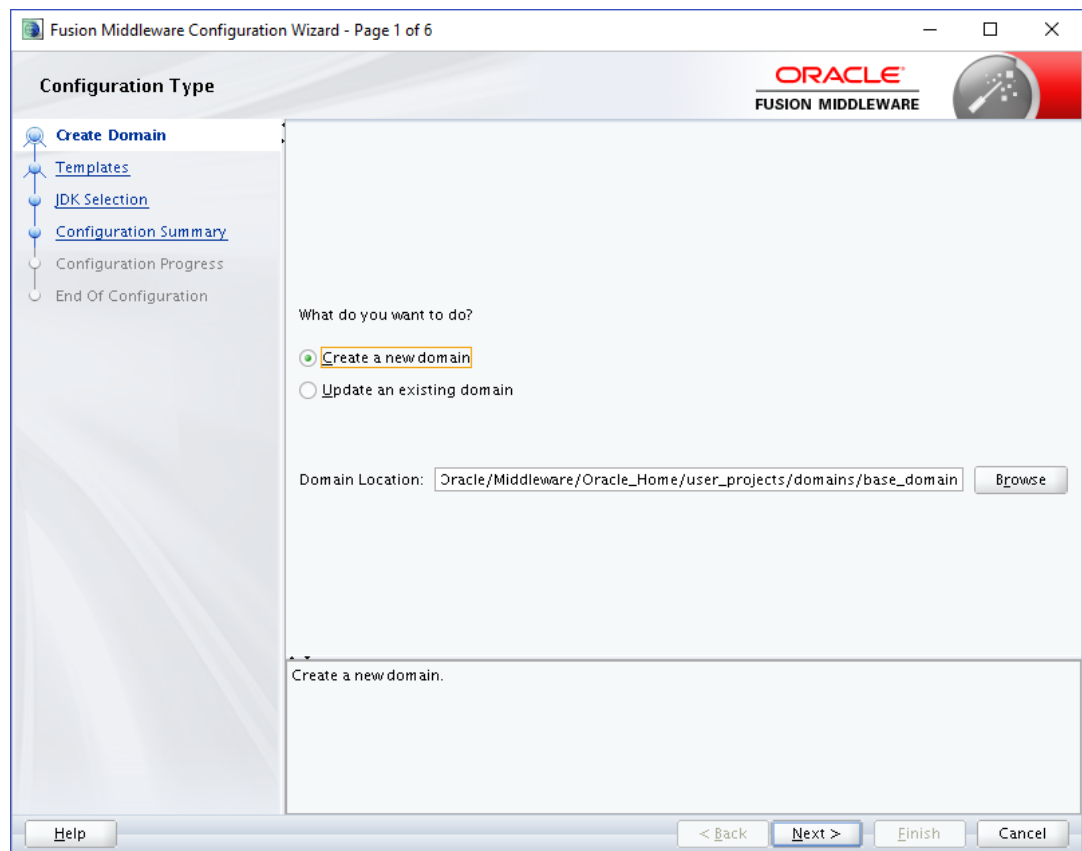 Fusion Middleware Configuration Wizard - Page 1 of 6
Configuration Type
ORACLE
FUSION MIDDLEWARE
Create Domain
Templates
JDK Selection
Configuration Summary
Configuration Progress
End Of Configuration
What do you want to do?
Create a new domain
Update an existing domain
Domain Location: Oracle/Middleware/Oracle_Home/user_projects/domains/base_domain Browse
Create a new domain.
Help < Back Next > Finish Cancel